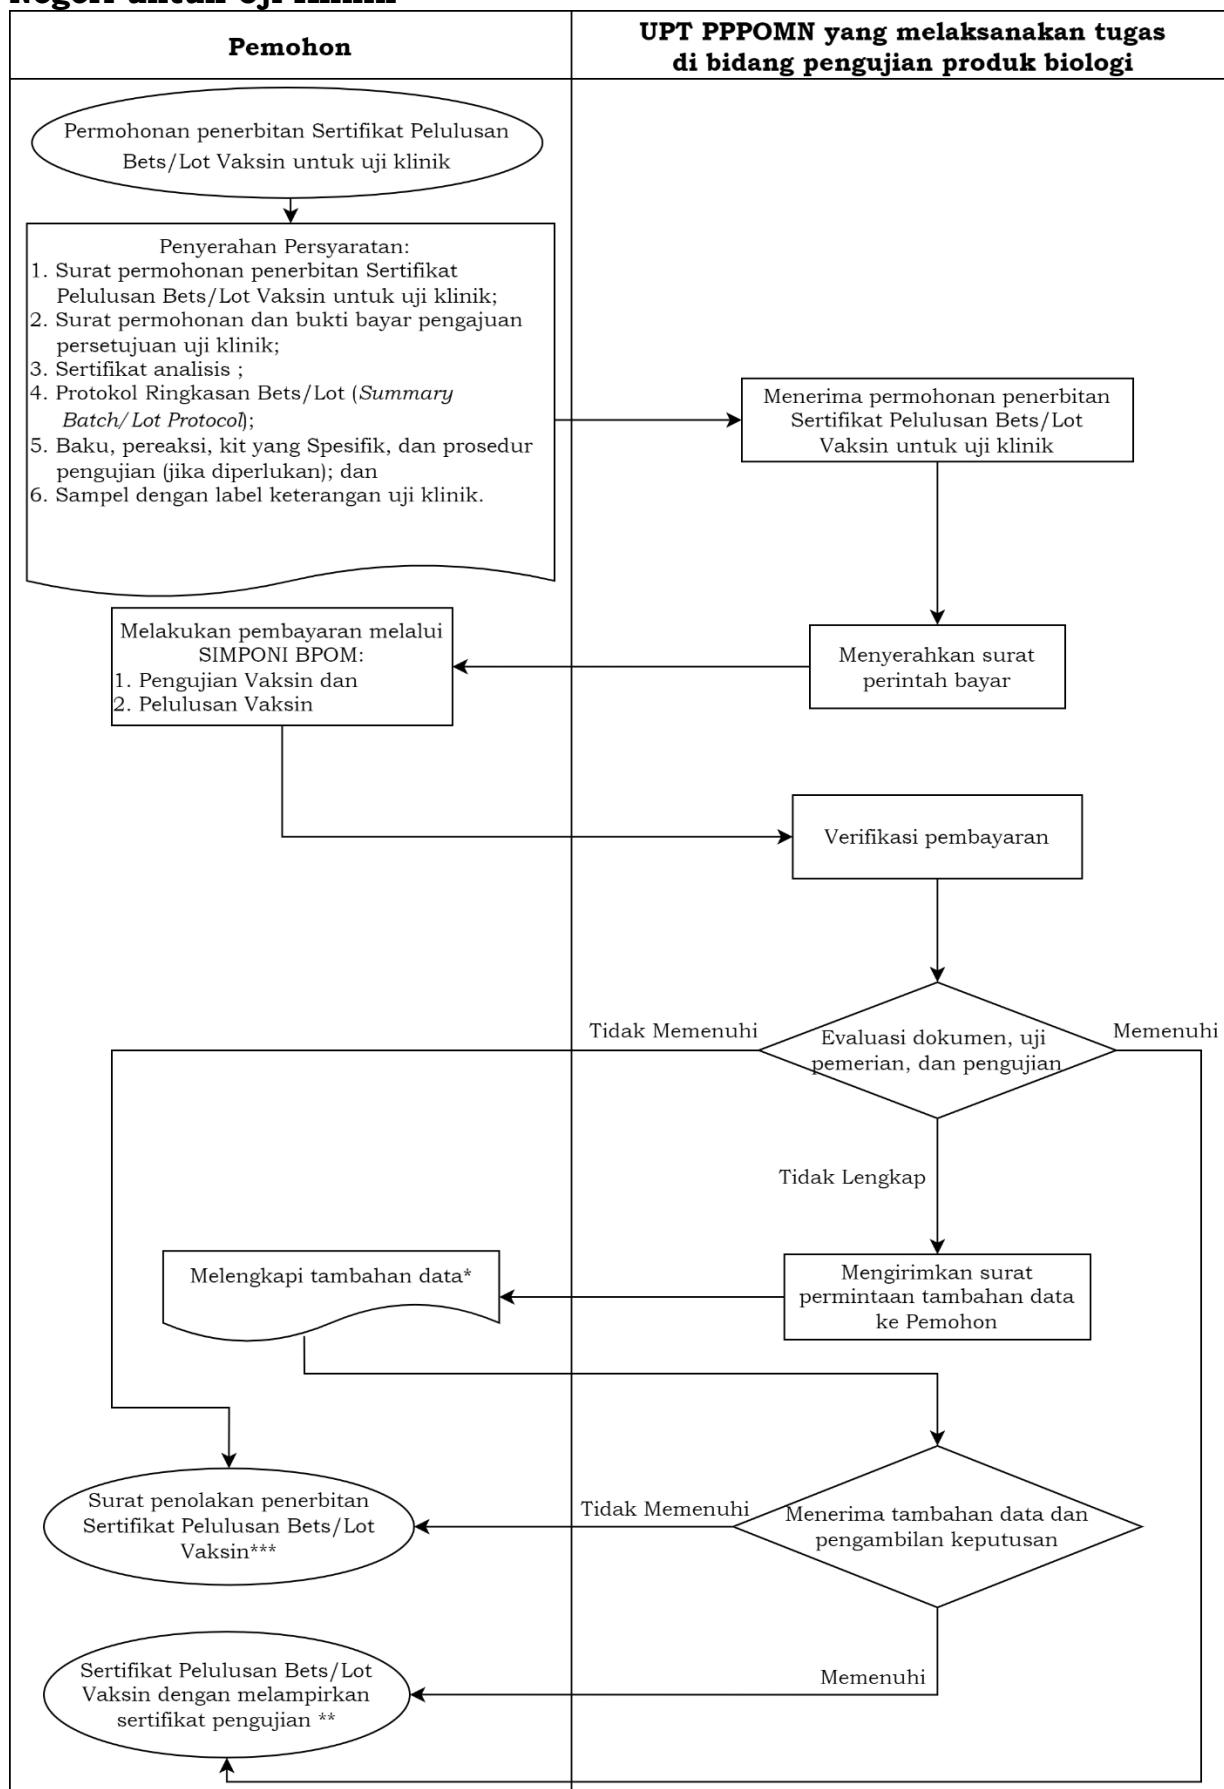 Negeri untuk Uji Klinik
Pemohon
UPT PPPOMN yang melaksanakan tugas
di bidang pengujian produk biologi
Permohonan penerbitan Sertifikat Pelulusan
Bets/Lot Vaksin untuk uji klinik
Penyerahan Persyaratan:
1. Surat permohonan penerbitan Sertifikat
Pelulusan Bets/Lot Vaksin untuk uji klinik;
2. Surat permohonan dan bukti bayar pengajuan
persetujuan uji klinik;
3. Sertifikat analisis ;
4. Protokol Ringkasan Bets/Lot (Summary
Batch/Lot Protocol);
5. Baku, pereaksi, kit yang Spesifik, dan prosedur
pengujian (jika diperlukan); dan
6. Sampel dengan label keterangan uji klinik.
Menerima permohonan penerbitan
Sertifikat Pelulusan Bets/Lot
Vaksin untuk uji klinik
Menyerahkan surat
perintah bayar
Melakukan pembayaran melalui
SIMPONI BPOM:
1. Pengujian Vaksin dan
2. Pelulusan Vaksin
Verifikasi pembayaran
Evaluasi dokumen, uji
pemerian, dan pengujian
Tidak Memenuhi
Memenuhi
Tidak Lengkap
Mengirimkan surat
permintaan tambahan data
ke Pemohon
Melengkapi tambahan data*
Menerima tambahan data dan
pengambilan keputusan
Tidak Memenuhi
Surat penolakan penerbitan
Sertifikat Pelulusan Bets/Lot
Vaksin***
Memenuhi
Sertifikat Pelulusan Bets/Lot
Vaksin dengan melampirkan
sertifikat pengujian **